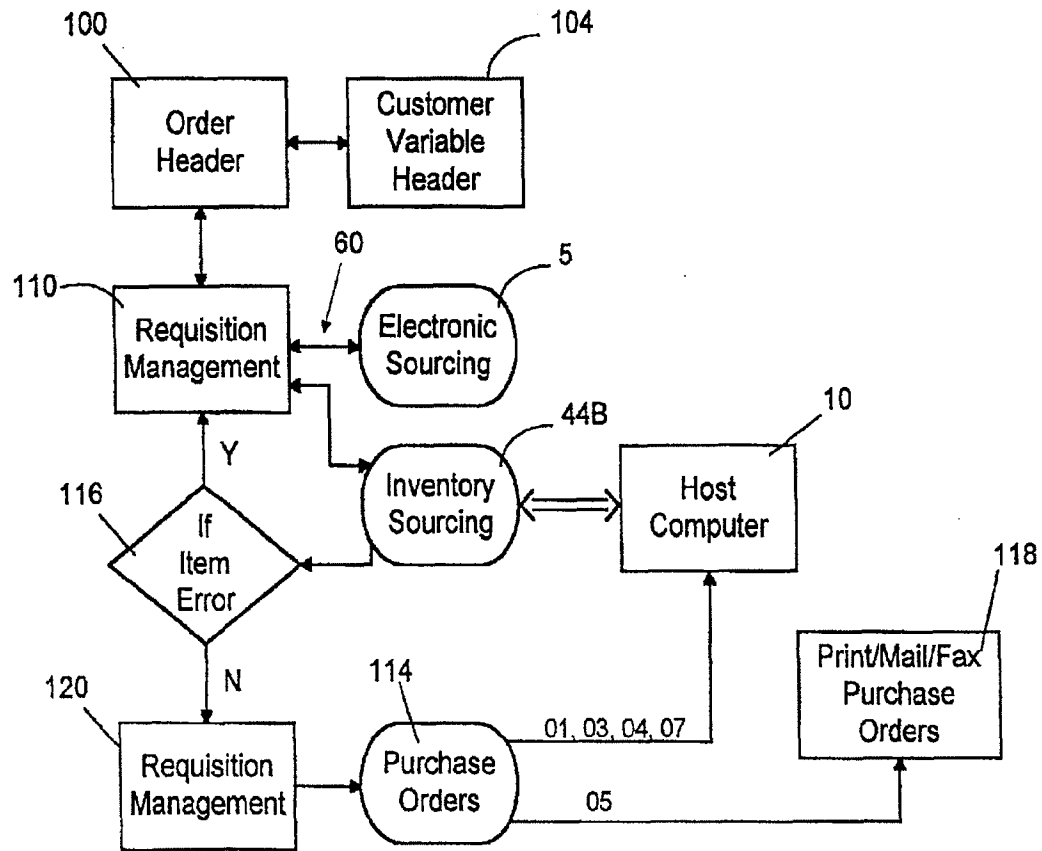 100
104
Order
Header
Customer
Variable
Header
60
5
110
Requisition
Management
Electronic
Sourcing
44B
10
Y
116
If
Item
Error
Inventory
Sourcing
Host
Computer
118
N
120
114
01, 03, 04, 07
Print/Mail/Fax
Purchase
Orders
Requisition
Management
Purchase
Orders
05